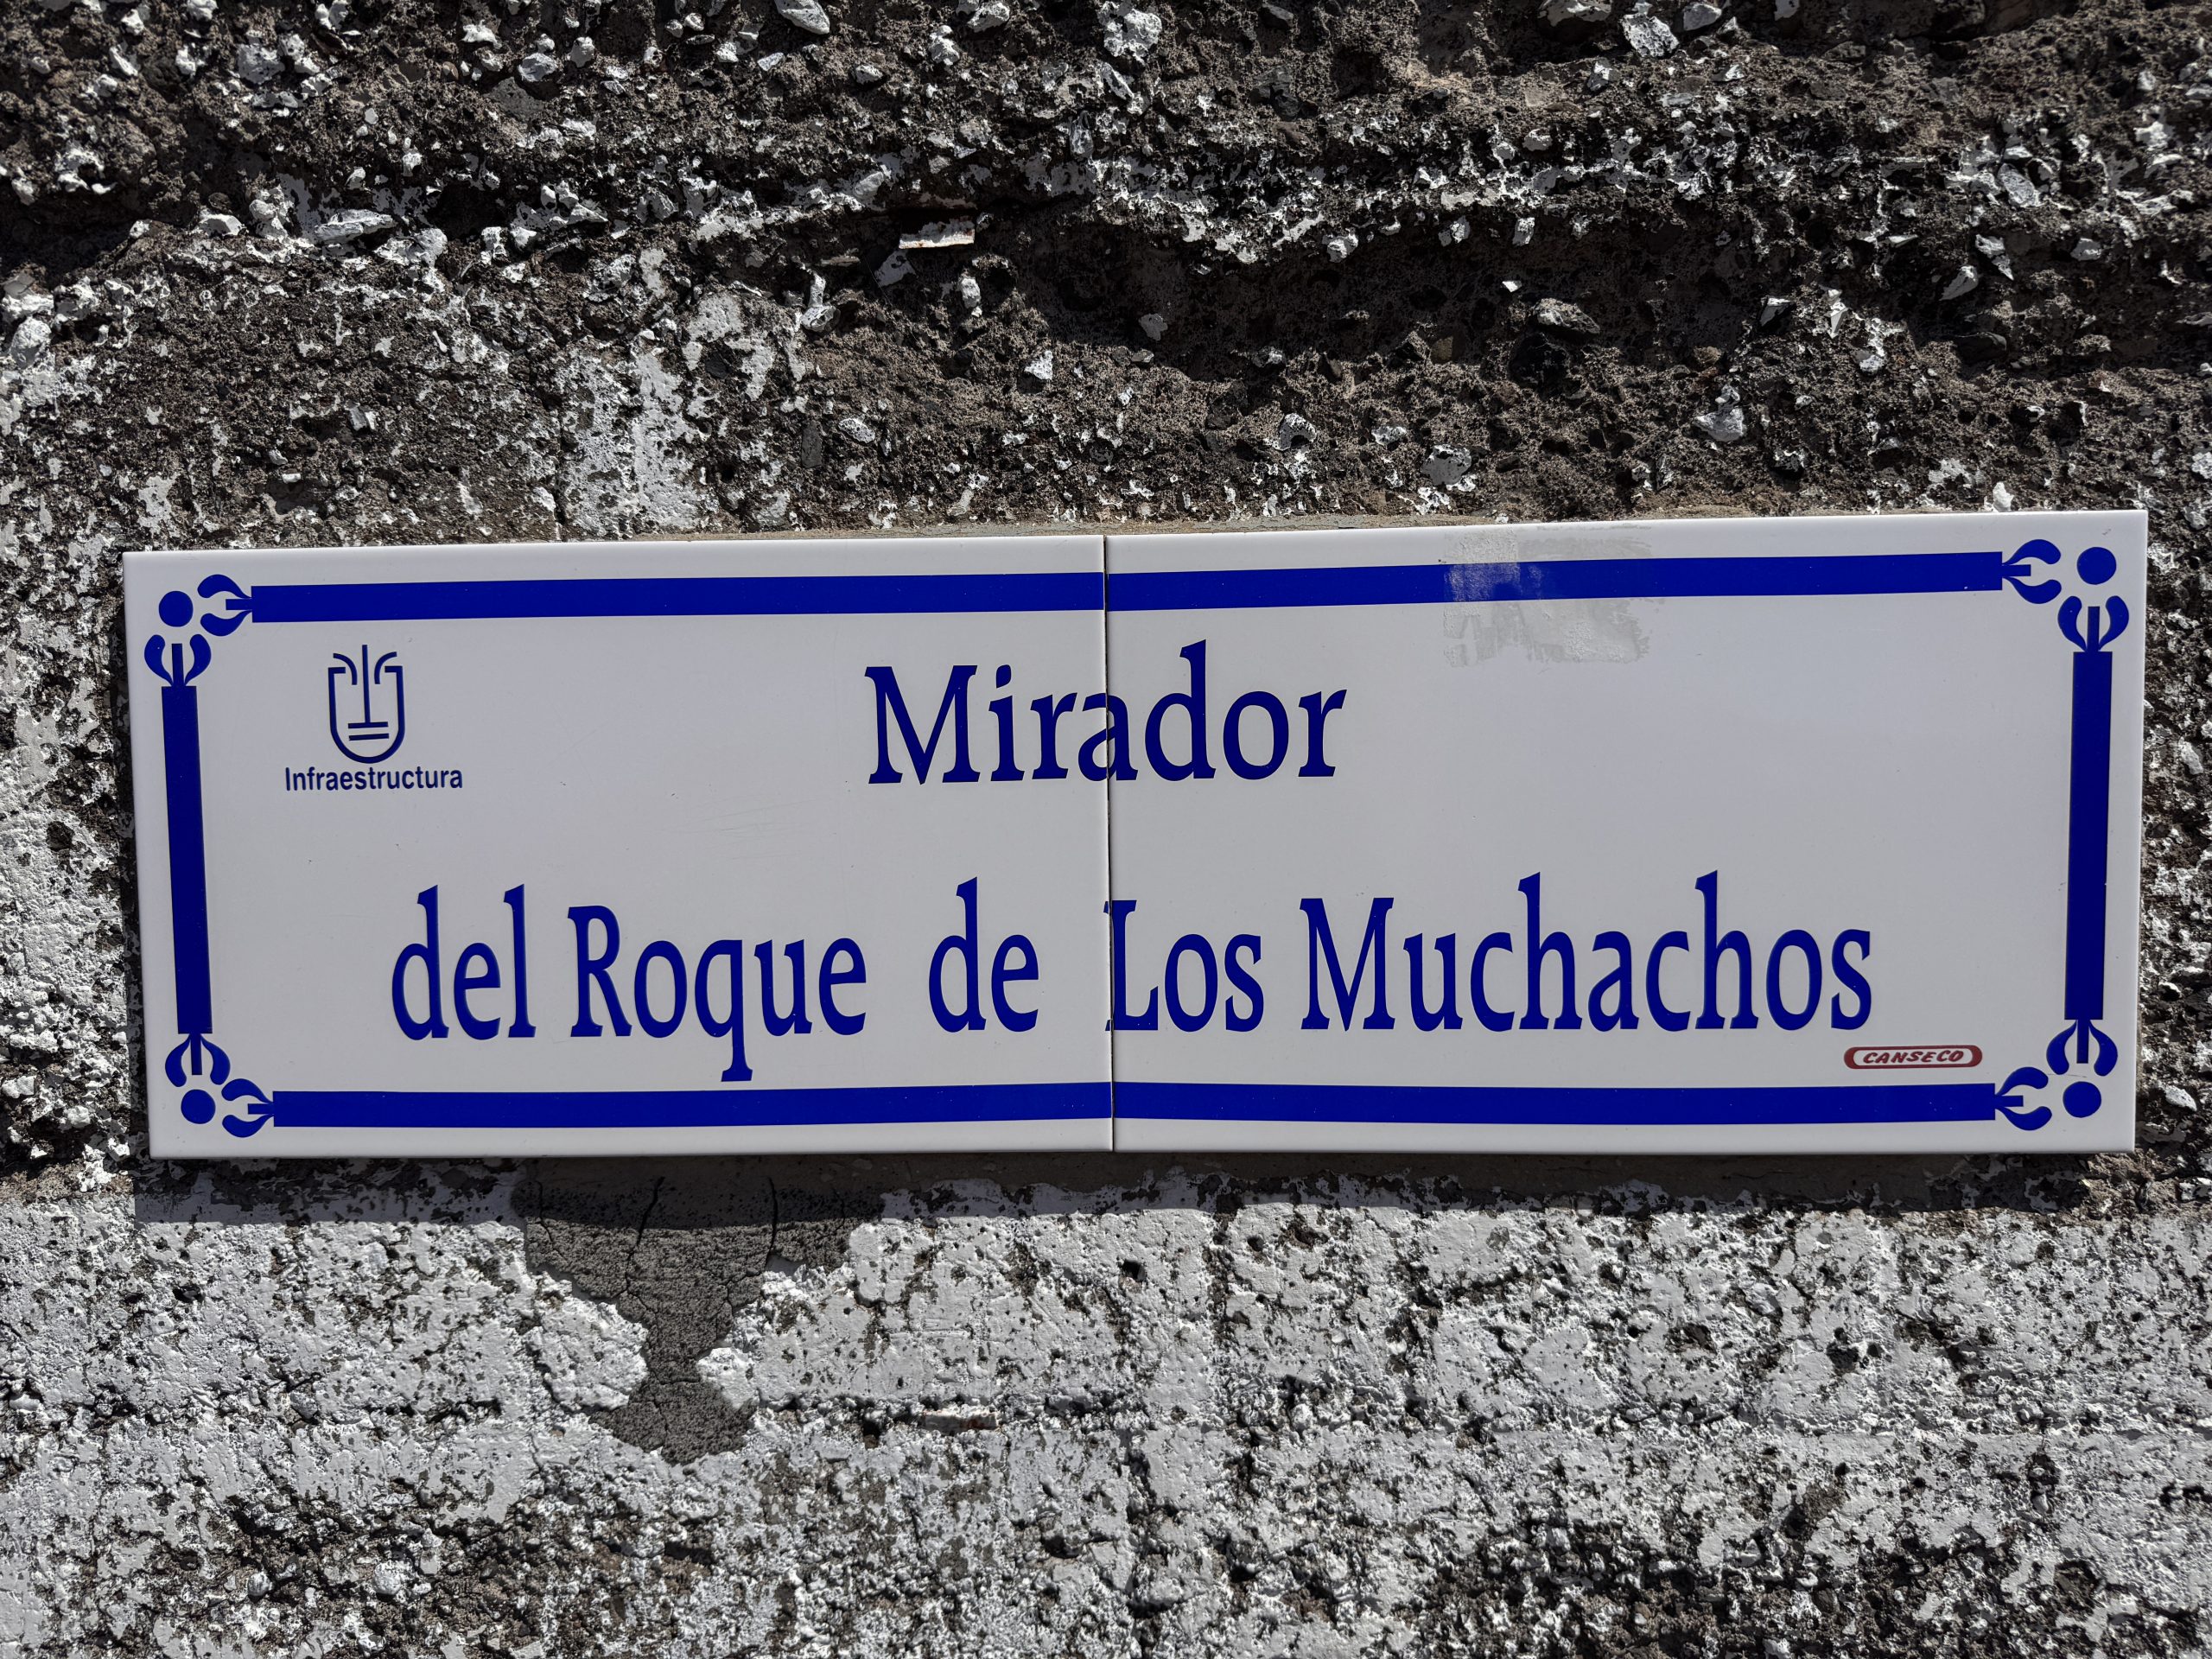 Infraestructura
Mirador
del Roque de Los Muchachos
CANSECO